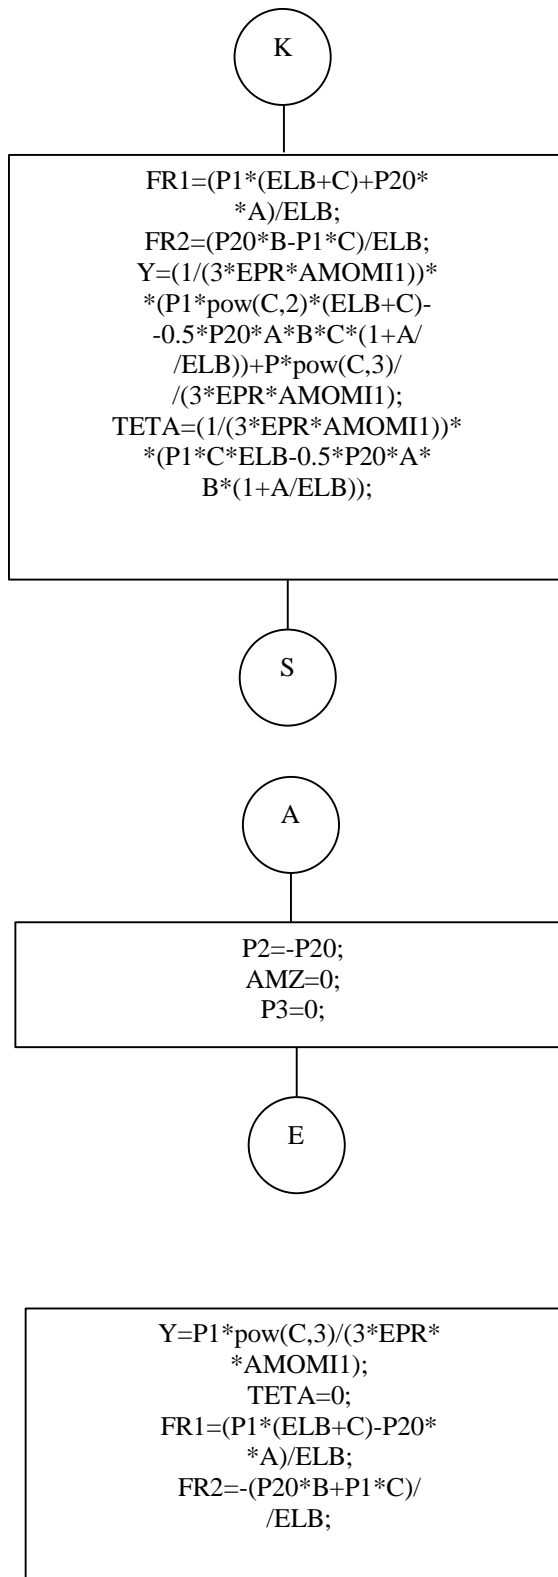 K
FR1=(P1*(ELB+C)+P20*
*A)/ELB;
FR2=(P20*B-P1*C)/ELB;
Y=(1/(3*EPR*AMOMI1))*
*(P1*pow(C,2)*(ELB+C)-
-0.5*P20*A*B*C*(1+A/
/ELB))+P*pow(C,3)/
/(3*EPR*AMOMI1);
TETA=(1/(3*EPR*AMOMI1))*
*(P1*C*ELB-0.5*P20*A*
B*(1+A/ELB));
S
A
P2=-P20;
AMZ=0;
P3=0;
E
Y=P1*pow(C,3)/(3*EPR*
*AMOMI1);
TETA=0;
FR1=(P1*(ELB+C)-P20*
*A)/ELB;
FR2=-(P20*B+P1*C)/
/ELB;